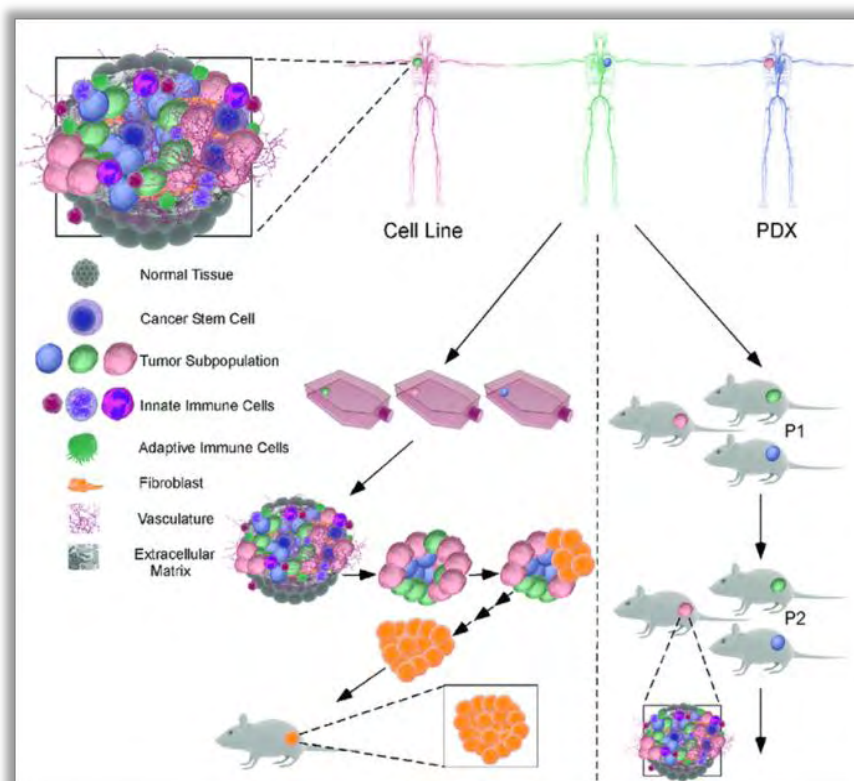 Cell Line
PDX
Normal Tissue
Cancer Stem Cell
Tumor Subpopulation
Innate Immune Cells
Adaptive Immune Cells
Fibroblast
Vasculature
Extracellular
Matrix
P1
P2